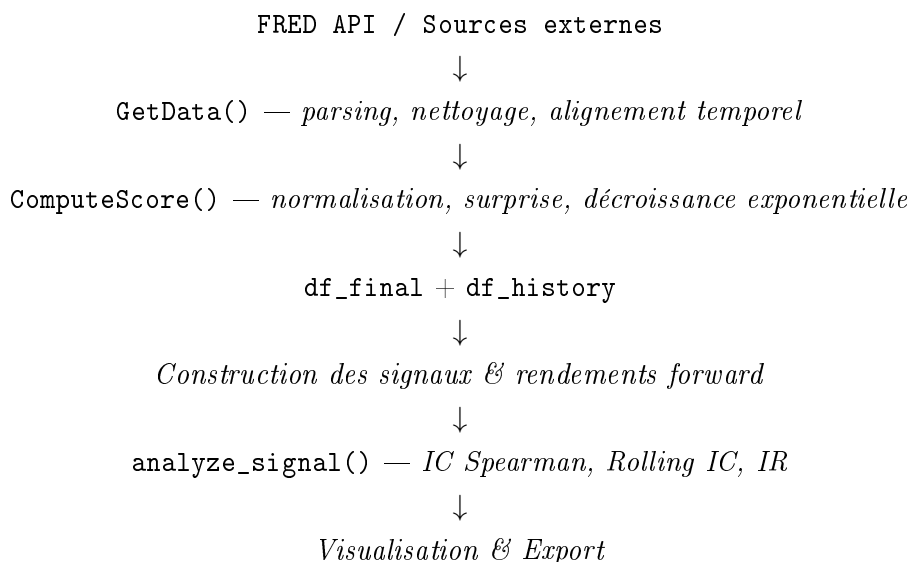 FRED API / Sources externes
↓
GetData() — parsing, nettoyage, alignement temporel
↓
ComputeScore() — normalisation, surprise, décroissance exponentielle
↓
df_final + df_history
↓
Construction des signaux & rendements forward
↓
analyze_signal() — IC Spearman, Rolling IC, IR
↓
Visualisation & Export